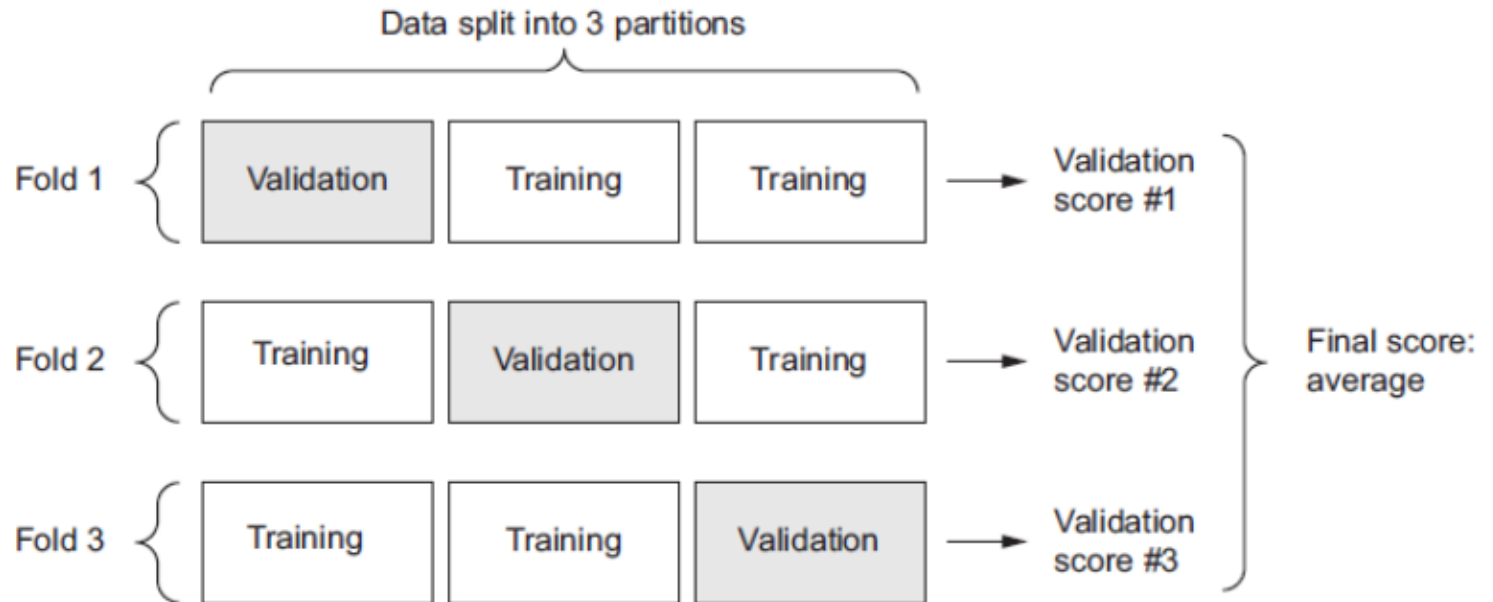 Data split into 3 partitions
Fold 1
Validation
Training
Training
Validation
score #1
Fold 2
Training
Validation
Training
Validation
score #2
Final score:
average
Fold 3
Training
Training
Validation
Validation
score #3